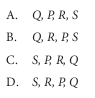 A. Q, P, R, S
B. Q, R, P, S
C. S, P, R, Q
D. S, R, P, Q